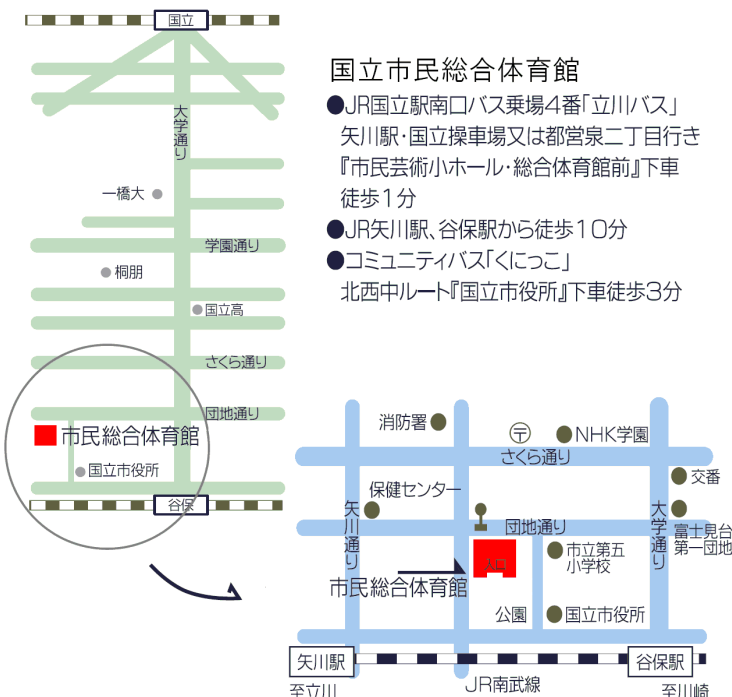 国立
大学通り
一橋大
学園通り
桐朋
国立高
さくら通り
団地通り
市民総合体育館
国立市役所
谷保
国立市民総合体育館
●JR国立駅南口バス乗場4番「立川バス」
矢川駅・国立操車場又は都営泉二丁目行き
『市民芸術小ホール・総合体育館前』下車
徒歩1分
●JR矢川駅、谷保駅から徒歩10分
●コミュニティバス「くにっこ」
北西中ルート『国立市役所』下車徒歩3分
消防署
〒
NHK学園
さくら通り
交番
保健センター
矢川通り
団地通り
大学通り
富士見台
第一団地
市立第五
小学校
入口
市民総合体育館
公園
国立市役所
矢川駅
谷保駅
JR南武線
至立川
至川崎